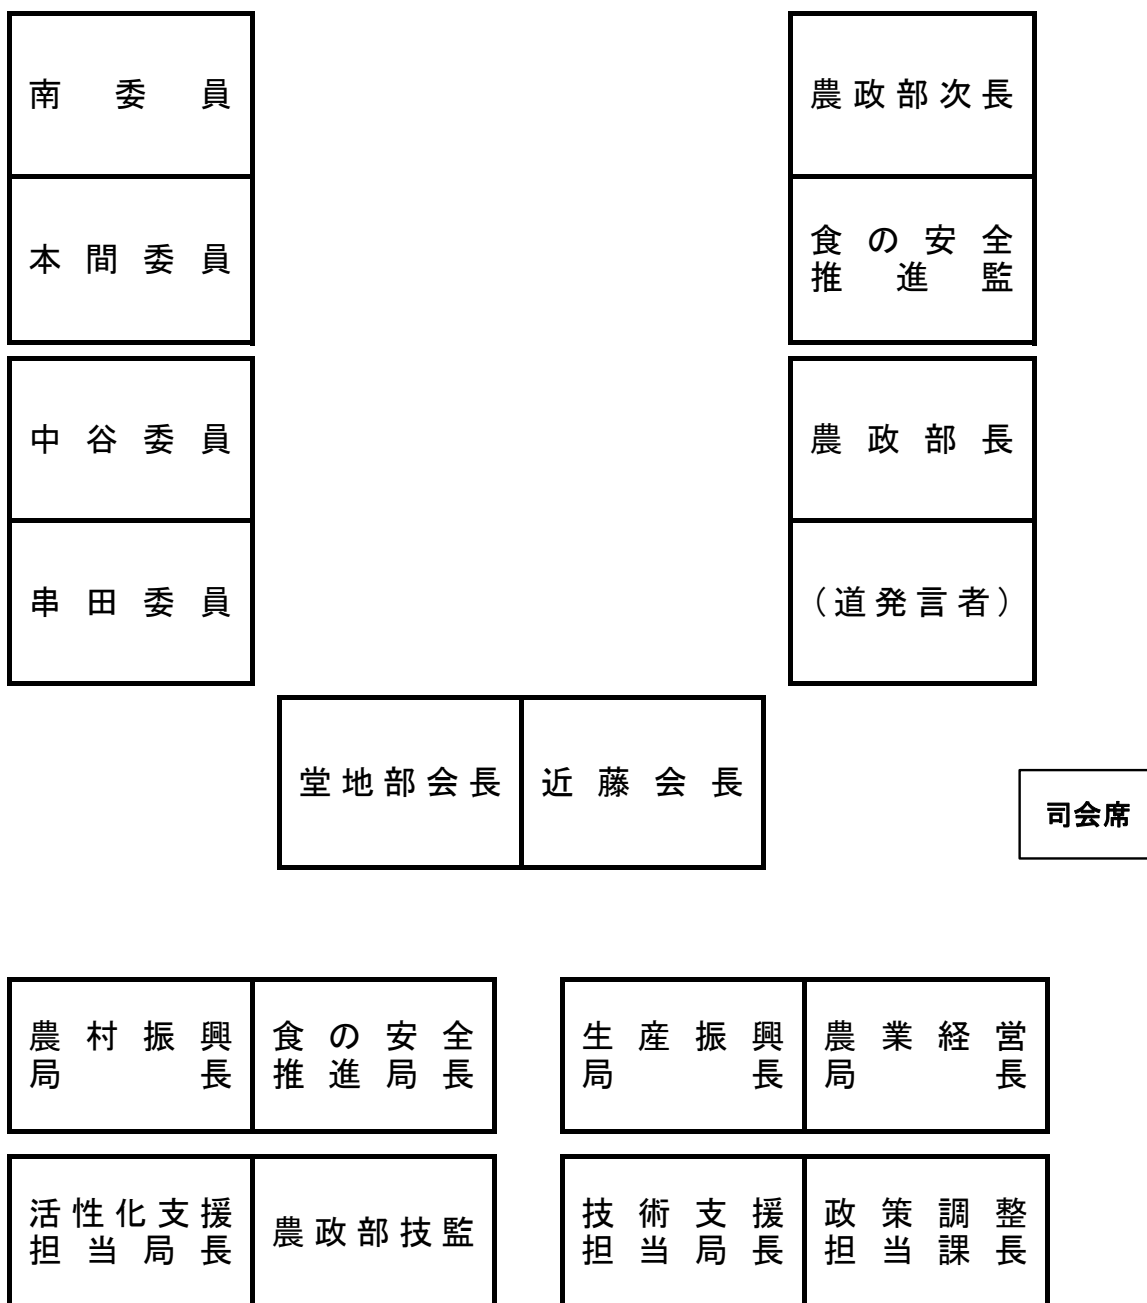 南委員
農政部次長
本間委員
食の安全
推進監
中谷委員
農政部長
串田委員
（道発言者）
堂地部会長
近藤会長
司会席
農村振興
局長
食の安全
推進局長
生産振興
局長
農業経営
局長
活性化支援
担当局長
農政部技監
技術支援
担当局長
政策調整
担当課長